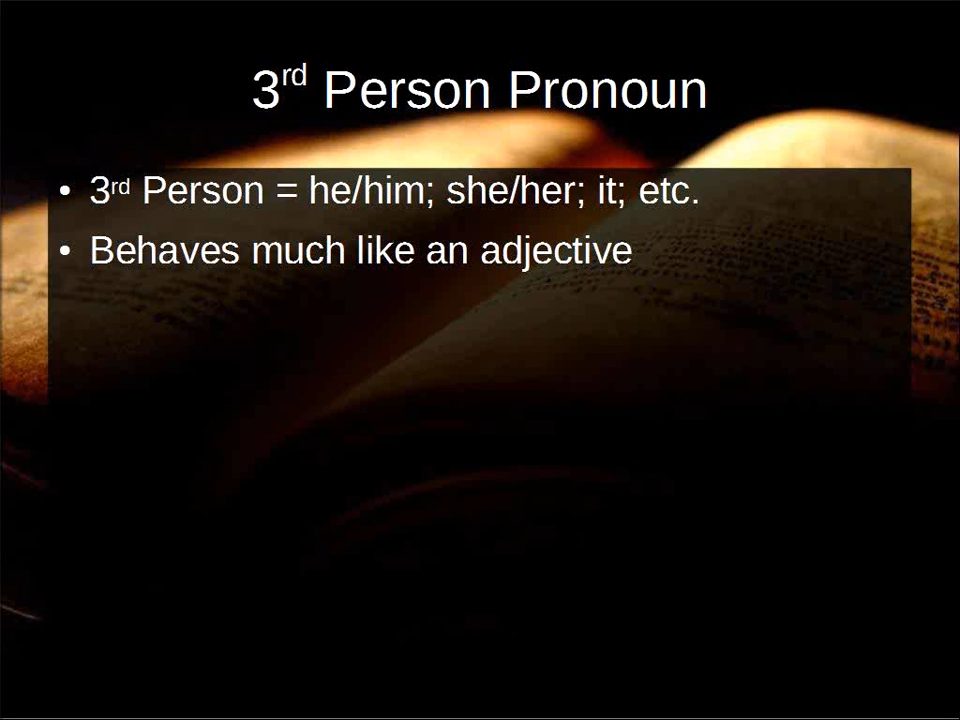 3rd Person Pronoun
• 3rd Person = he/him; she/her; it; etc.
• Behaves much like an adjective